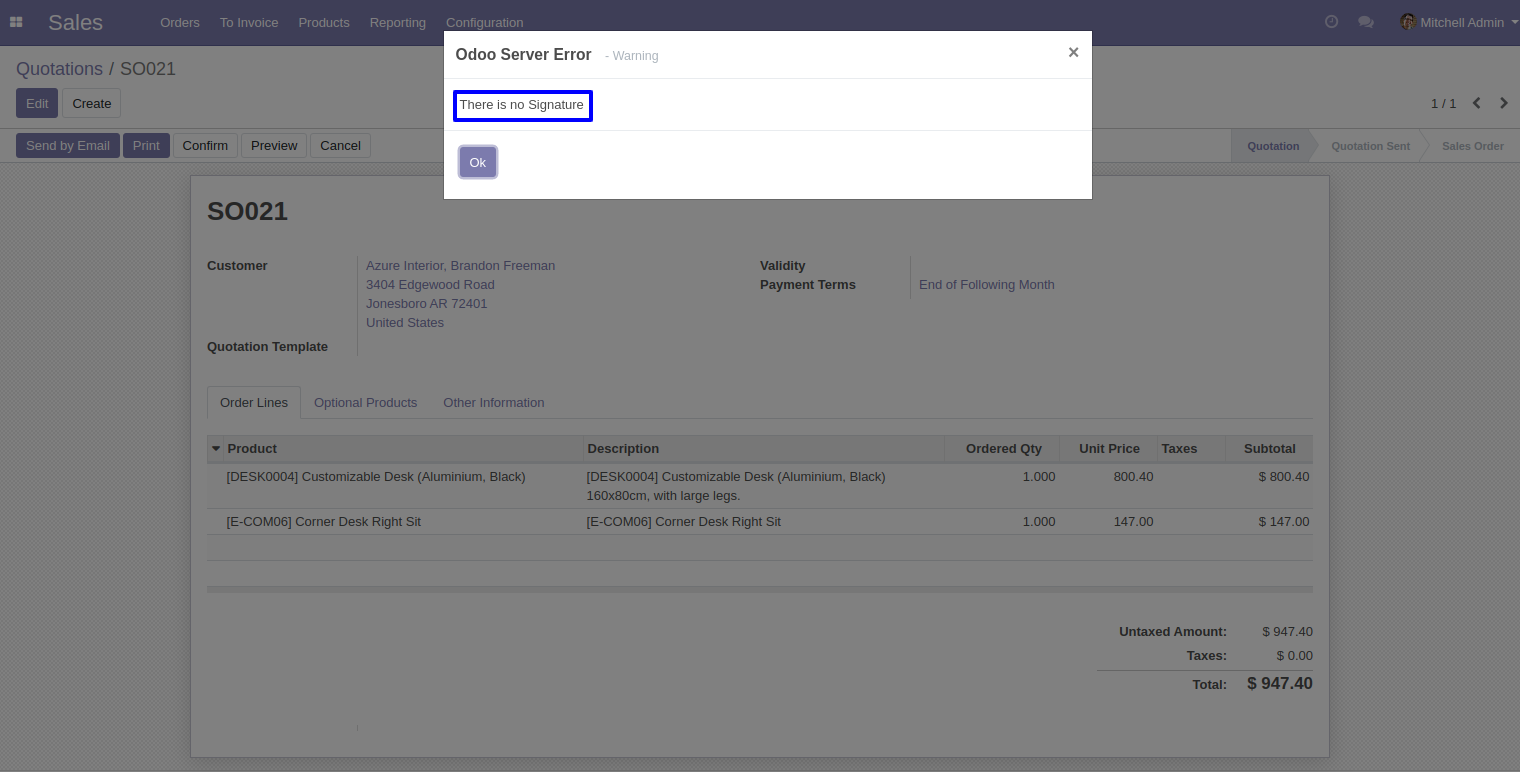 Sales Orders To Invoice Products Reporting Configuration Mitchell Admin
Odoo Server Error - Warning ×
There is no Signature
Ok
Quotations / SO021
Edit Create 1 / 1
Send by Email Print Confirm Preview Cancel Quotation Quotation Sent Sales Order
SO021
Customer Azure Interior, Brandon Freeman Validity
3404 Edgewood Road Payment Terms End of Following Month
Jonesboro AR 72401
United States
Quotation Template
Order Lines Optional Products Other Information
Product Description Ordered Qty Unit Price Taxes Subtotal
[DESK0004] Customizable Desk (Aluminium, Black) [DESK0004] Customizable Desk (Aluminium, Black) 1.000 800.40 $ 800.40
160x80cm, with large legs.
[E-COM06] Corner Desk Right Sit [E-COM06] Corner Desk Right Sit 1.000 147.00 $ 147.00
Untaxed Amount: $ 947.40
Taxes: $ 0.00
Total: $ 947.40